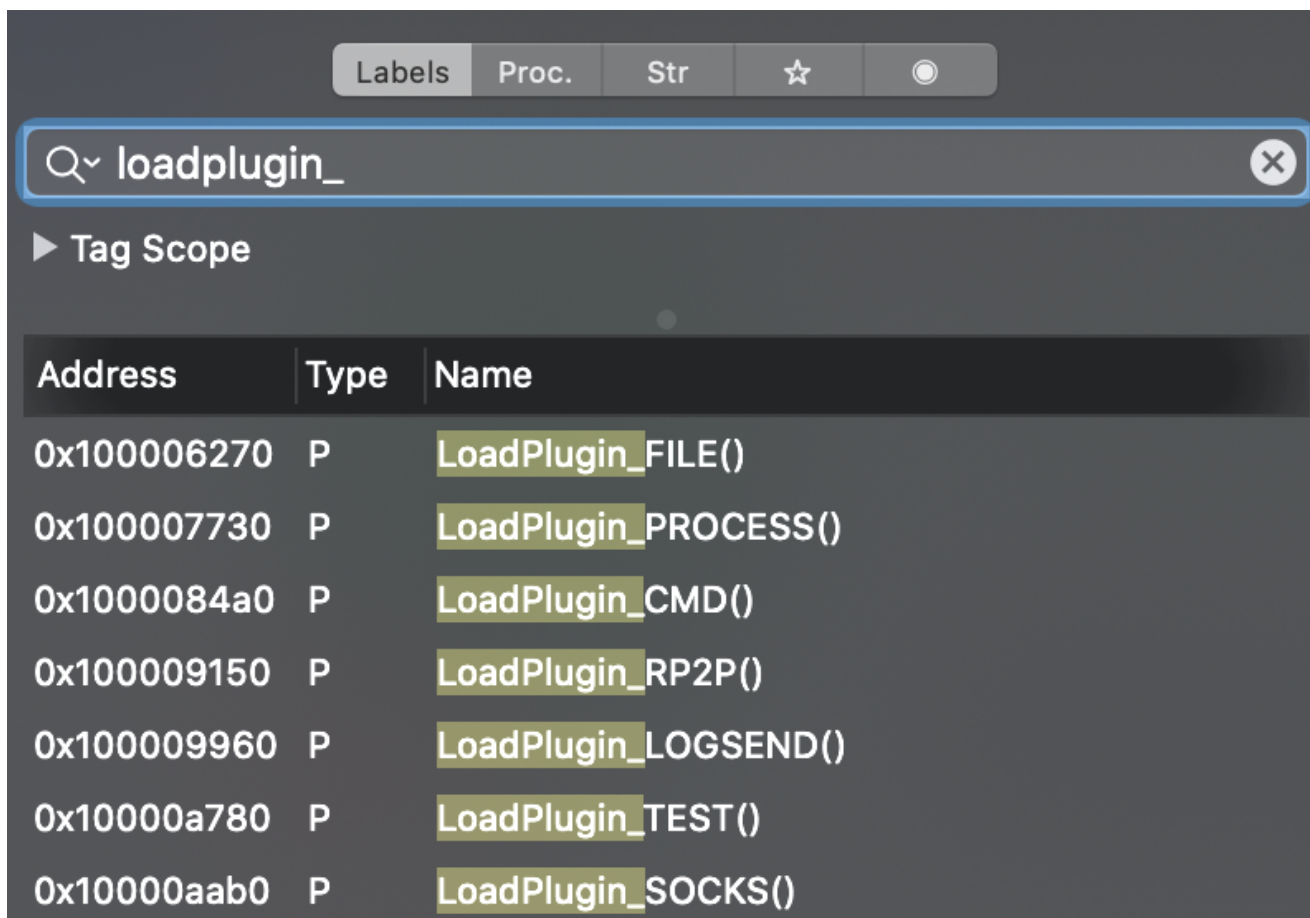 Labels Proc. Str
loadplugin_
Tag Scope
Address Type Name
0x100006270 P LoadPlugin_FILE()
0x100007730 P LoadPlugin_PROCESS()
0x1000084a0 P LoadPlugin_CMD()
0x100009150 P LoadPlugin_RP2P()
0x100009960 P LoadPlugin_LOGSEND()
0x10000a780 P LoadPlugin_TEST()
0x10000aab0 P LoadPlugin_SOCKS()